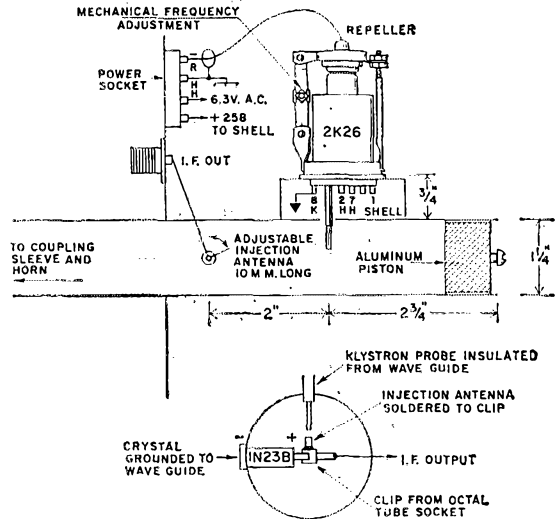 MECHANICAL FREQUENCY
ADJUSTMENT
REPELLER
POWER
SOCKET
R
H
H
6.3V. A.C.
+ 258
TO SHELL
2K26
I.F. OUT
8 2 7 1
K H H SHELL
3/4"
TO COUPLING
SLEEVE AND
HORN
ADJUSTABLE
INJECTION
ANTENNA
10 M M. LONG
ALUMINUM
PISTON
1 1/4"
2"
2 3/4"
KLYSTRON PROBE INSULATED
FROM WAVE GUIDE
INJECTION ANTENNA
SOLDERED TO CLIP
- +
CRYSTAL
GROUNDED TO
WAVE GUIDE
1N23B
I.F. OUTPUT
CLIP FROM OCTAL
TUBE SOCKET